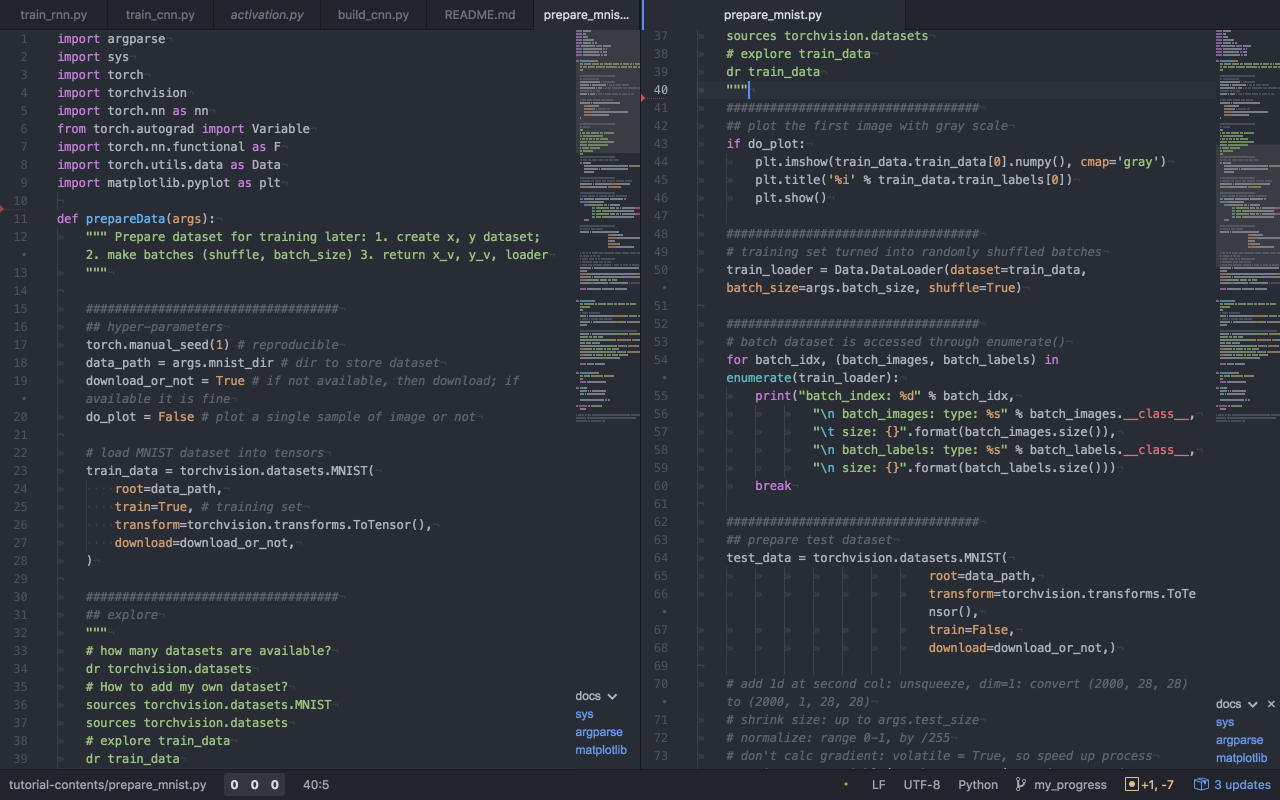 train_rnn.py train_cnn.py activation.py build_cnn.py README.md prepare_mnis... prepare_mnist.py
1 import argparse
2 import sys
3 import torch
4 import torchvision
5 import torch.nn as nn
6 from torch.autograd import Variable
7 import torch.nn.functional as F
8 import torch.utils.data as Data
9 import matplotlib.pyplot as plt
10
11 def prepareData(args):
12 """ Prepare dataset for training later: 1. create x, y dataset;
2. make batches (shuffle, batch_size) 3. return x_v, y_v, loader
13 """
14
15 ###################################
16 ## hyper-parameters
17 torch.manual_seed(1) # reproducible
18 data_path = args.mnist_dir # dir to store dataset
19 download_or_not = True # if not available, then download; if
available it is fine
20 do_plot = False # plot a single sample of image or not
21
22 # load MNIST dataset into tensors
23 train_data = torchvision.datasets.MNIST(
24 root=data_path,
25 train=True, # training set
26 transform=torchvision.transforms.ToTensor(),
27 download=download_or_not,
28 )
29
30 ###################################
31 ## explore
32 """
33 # how many datasets are available?
34 dr torchvision.datasets
35 # How to add my own dataset?
36 sources torchvision.datasets.MNIST
37 sources torchvision.datasets
38 # explore train_data
39 dr train_data
docs
sys
argparse
matplotlib
37 sources torchvision.datasets
38 # explore train_data
39 dr train_data
40 """
41 ###################################
42 ## plot the first image with gray scale
43 if do_plot:
44 plt.imshow(train_data.train_data[0].numpy(), cmap='gray')
45 plt.title('%i' % train_data.train_labels[0])
46 plt.show()
47
48 ###################################
49 # training set turned into randomly shuffled batches
50 train_loader = Data.DataLoader(dataset=train_data,
batch_size=args.batch_size, shuffle=True)
51
52 ###################################
53 # batch dataset is accessed through enumerate()
54 for batch_idx, (batch_images, batch_labels) in
enumerate(train_loader):
55 print("batch_index: %d" % batch_idx,
56 "\n batch_images: type: %s" % batch_images.__class__,
57 "\t size: {}".format(batch_images.size()),
58 "\n batch_labels: type: %s" % batch_labels.__class__,
59 "\n size: {}".format(batch_labels.size()))
60 break
61
62 ###################################
63 ## prepare test dataset
64 test_data = torchvision.datasets.MNIST(
65 root=data_path,
66 transform=torchvision.transforms.ToTe
nsor(),
67 train=False,
68 download=download_or_not,)
69
70 # add 1d at second col: unsqueeze, dim=1: convert (2000, 28, 28)
to (2000, 1, 28, 28)
71 # shrink size: up to args.test_size
72 # normalize: range 0-1, by /255
73 # don't calc gradient: volatile = True, so speed up process
docs
sys
argparse
matplotlib
tutorial-contents/prepare_mnist.py 0 0 0 40:5 LF UTF-8 Python my_progress +1, -7 3 updates